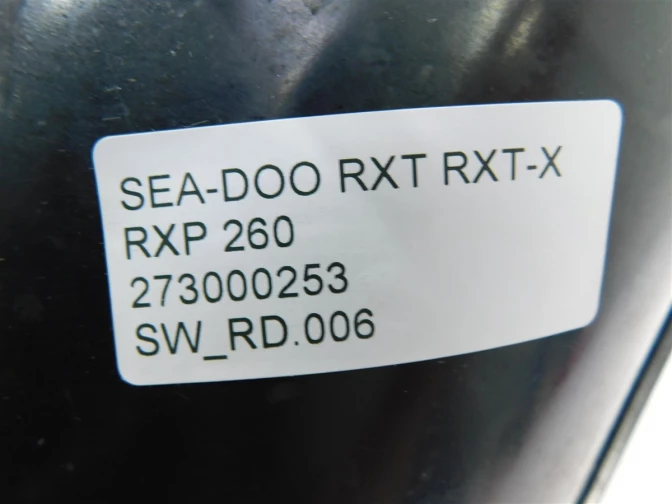 SEA-DOO RXT RXT-X
RXP 260
273000253
SW_RD.006